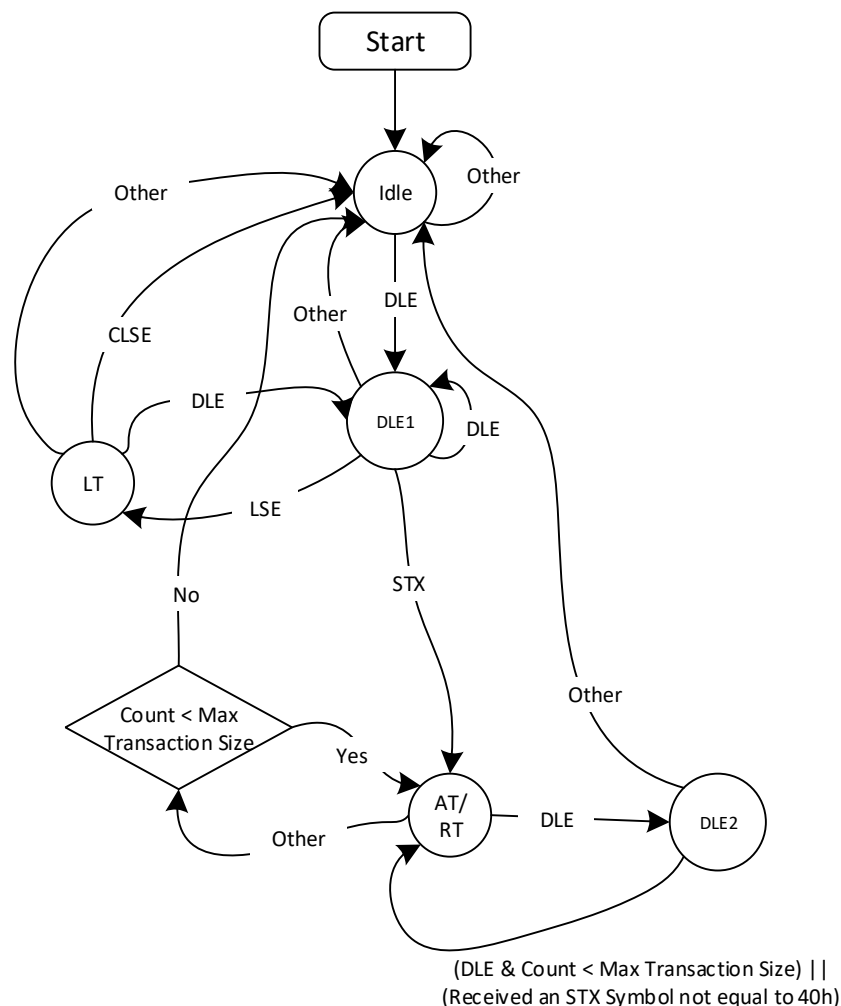 Start
Other
Idle
Other
DLE
Other
CLSE
DLE
DLE1
DLE
LT
LSE
STX
No
Other
Count < Max
Transaction Size
Yes
AT/
RT
DLE
DLE2
Other
(DLE & Count < Max Transaction Size) ||
(Received an STX Symbol not equal to 40h)